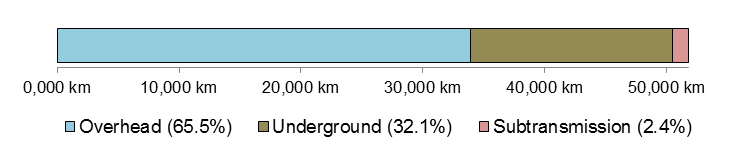 0,000 km 10,000 km 20,000 km 30,000 km 40,000 km 50,000 km
Overhead (65.5%) Underground (32.1%) Subtransmission (2.4%)